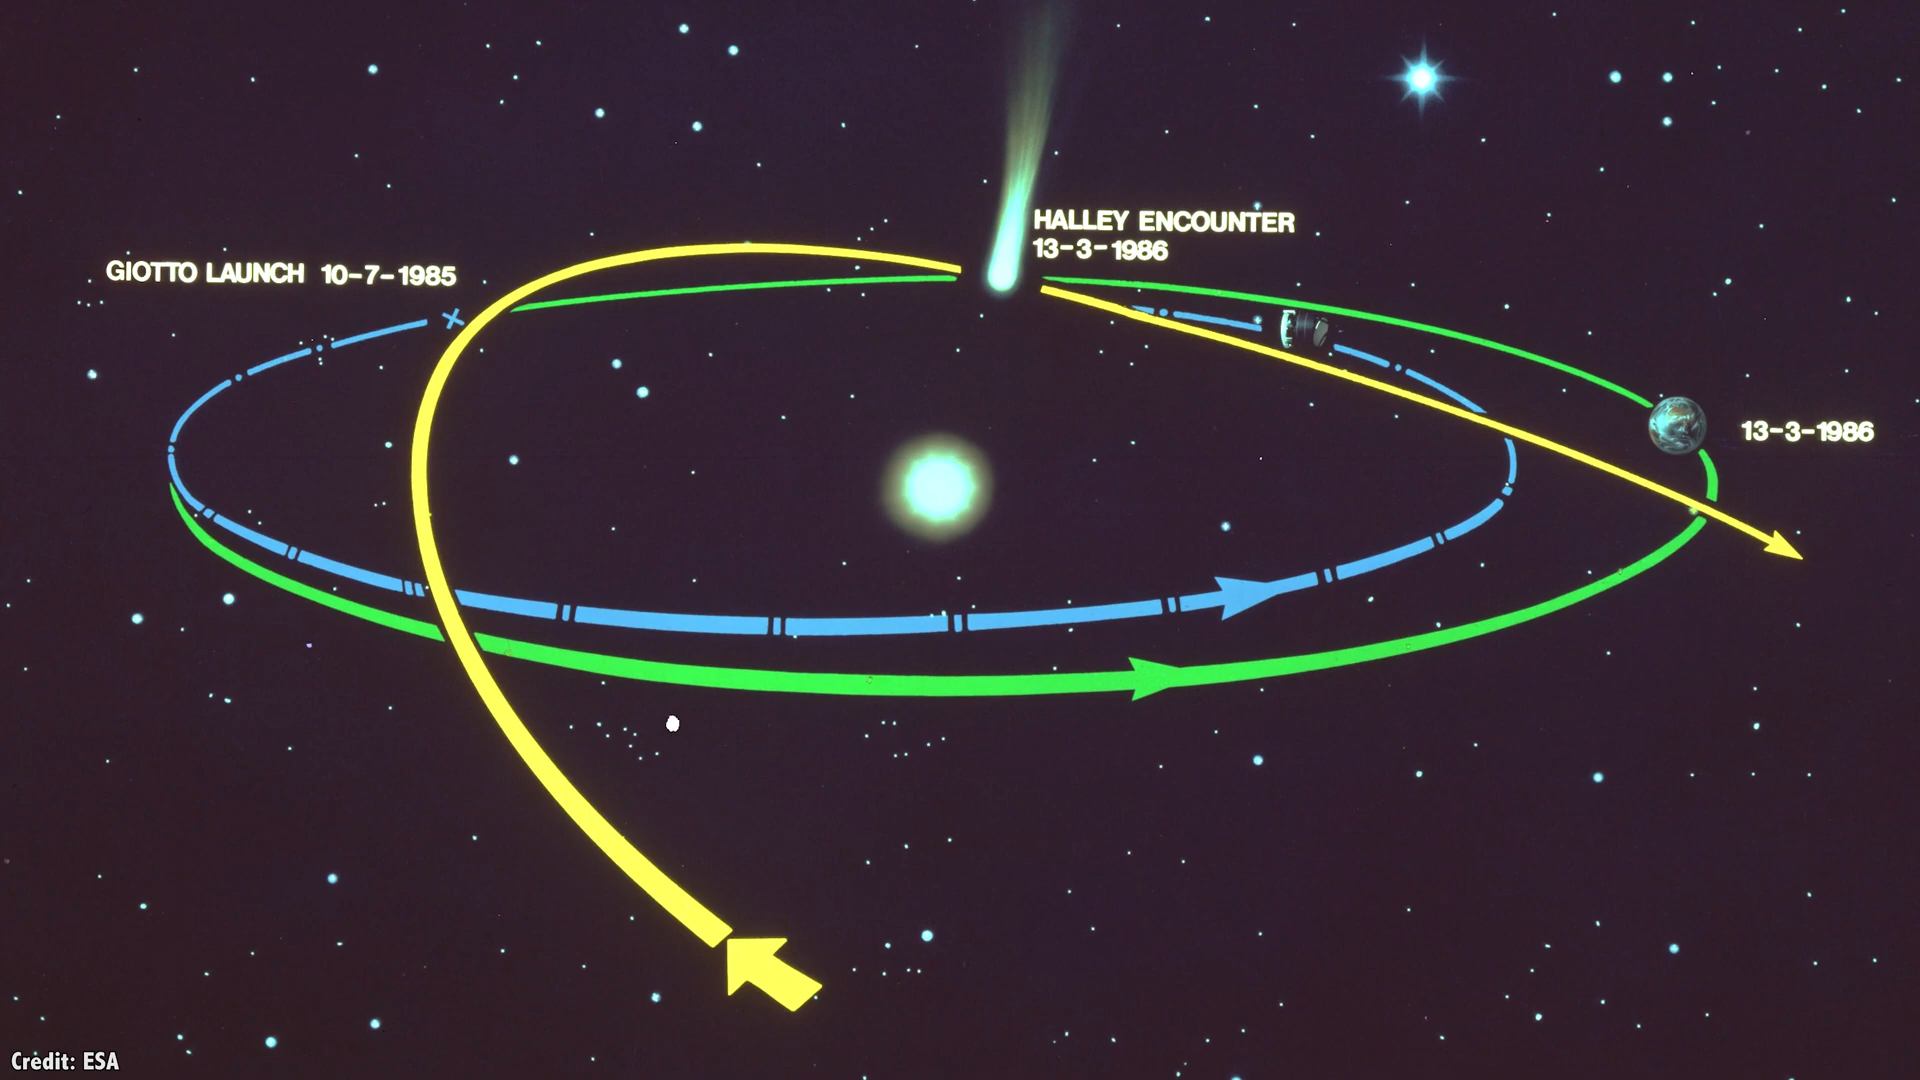 HALLEY ENCOUNTER
13-3-1986
GIOTTO LAUNCH 10-7-1985
13-3-1986
Credit: ESA